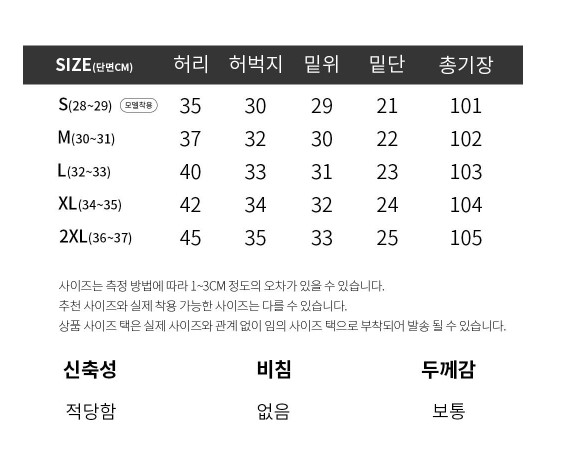 SIZE(단면CM) 허리 허벅지 밑위 밑단 총기장
S(28~29) 모델착용 35 30 29 21 101
M(30~31) 37 32 30 22 102
L(32~33) 40 33 31 23 103
XL(34~35) 42 34 32 24 104
2XL(36~37) 45 35 33 25 105
사이즈는 측정 방법에 따라 1~3CM 정도의 오차가 있을 수 있습니다.
추천 사이즈와 실제 착용 가능한 사이즈는 다를 수 있습니다.
상품 사이즈 택은 실제 사이즈와 관계 없이 임의 사이즈 택으로 부착되어 발송 될 수 있습니다.
신축성 비침 두께감
적당함 없음 보통